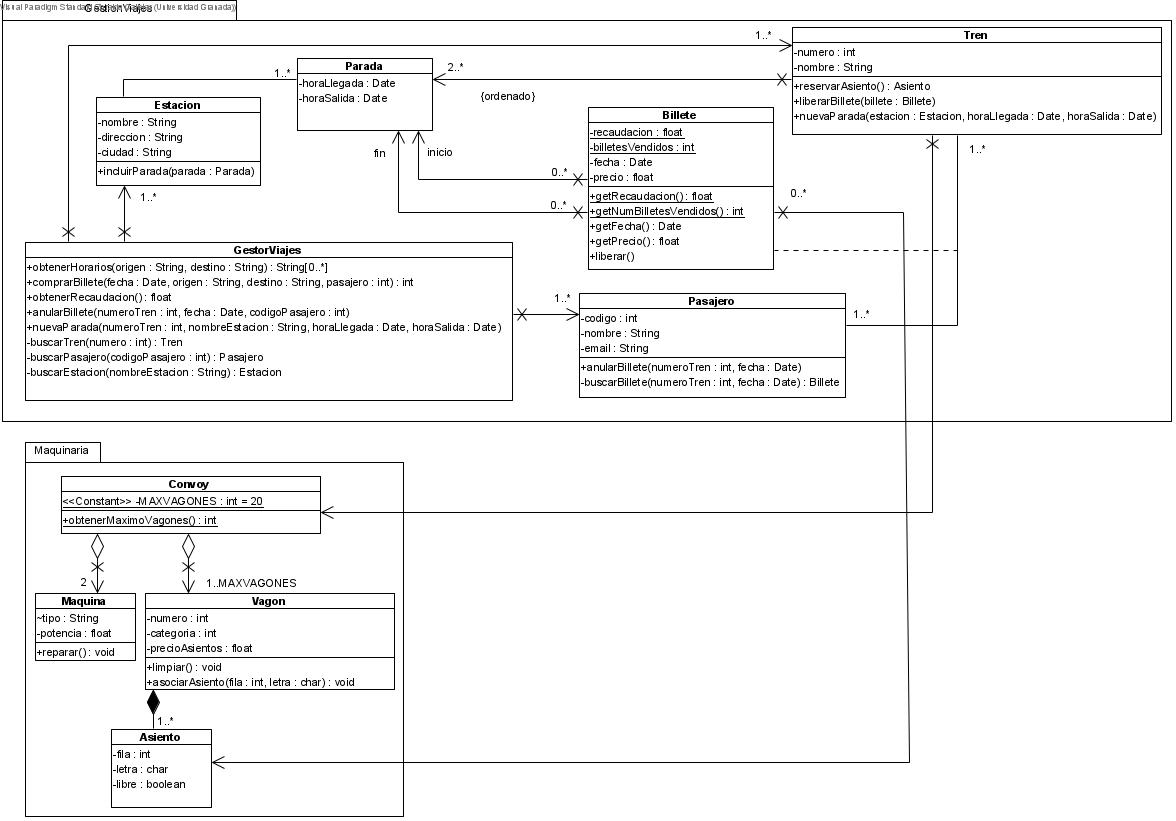 GestionViajes
Tren
-numero : int
-nombre : String
+reservarAsiento() : Asiento
+liberarBillete(billete : Billete)
+nuevaParada(estacion : Estacion, horaLlegada : Date, horaSalida : Date)
1..*
Parada
-horaLlegada : Date
-horaSalida : Date
1..*
2..*
{ordenado}
Estacion
-nombre : String
-direccion : String
-ciudad : String
+incluirParada(parada : Parada)
1..*
Billete
-recaudacion : float
-billetesVendidos : int
-fecha : Date
-precio : float
+getRecaudacion() : float
+getNumBilletesVendidos() : int
+getFecha() : Date
+getPrecio() : float
+liberar()
fin
inicio
0..*
0..*
0..*
1..*
GestorViajes
+obtenerHorarios(origen : String, destino : String) : String[0..*]
+comprarBillete(fecha : Date, origen : String, destino : String, pasajero : int) : int
+obtenerRecaudacion() : float
+anularBillete(numeroTren : int, fecha : Date, codigoPasajero : int)
+nuevaParada(numeroTren : int, nombreEstacion : String, horaLlegada : Date, horaSalida : Date)
-buscarTren(numero : int) : Tren
-buscarPasajero(codigoPasajero : int) : Pasajero
-buscarEstacion(nombreEstacion : String) : Estacion
1..*
Pasajero
-codigo : int
-nombre : String
-email : String
+anularBillete(numeroTren : int, fecha : Date)
-buscarBillete(numeroTren : int, fecha : Date) : Billete
1..*
Maquinaria
Convoy
<<Constant>> -MAXVAGONES : int = 20
+obtenerMaximoVagones() : int
2
1..MAXVAGONES
Maquina
~tipo : String
-potencia : float
+reparar() : void
Vagon
-numero : int
-categoria : int
-precioAsientos : float
+limpiar() : void
+asociarAsiento(fila : int, letra : char) : void
1..*
Asiento
-fila : int
-letra : char
-libre : boolean